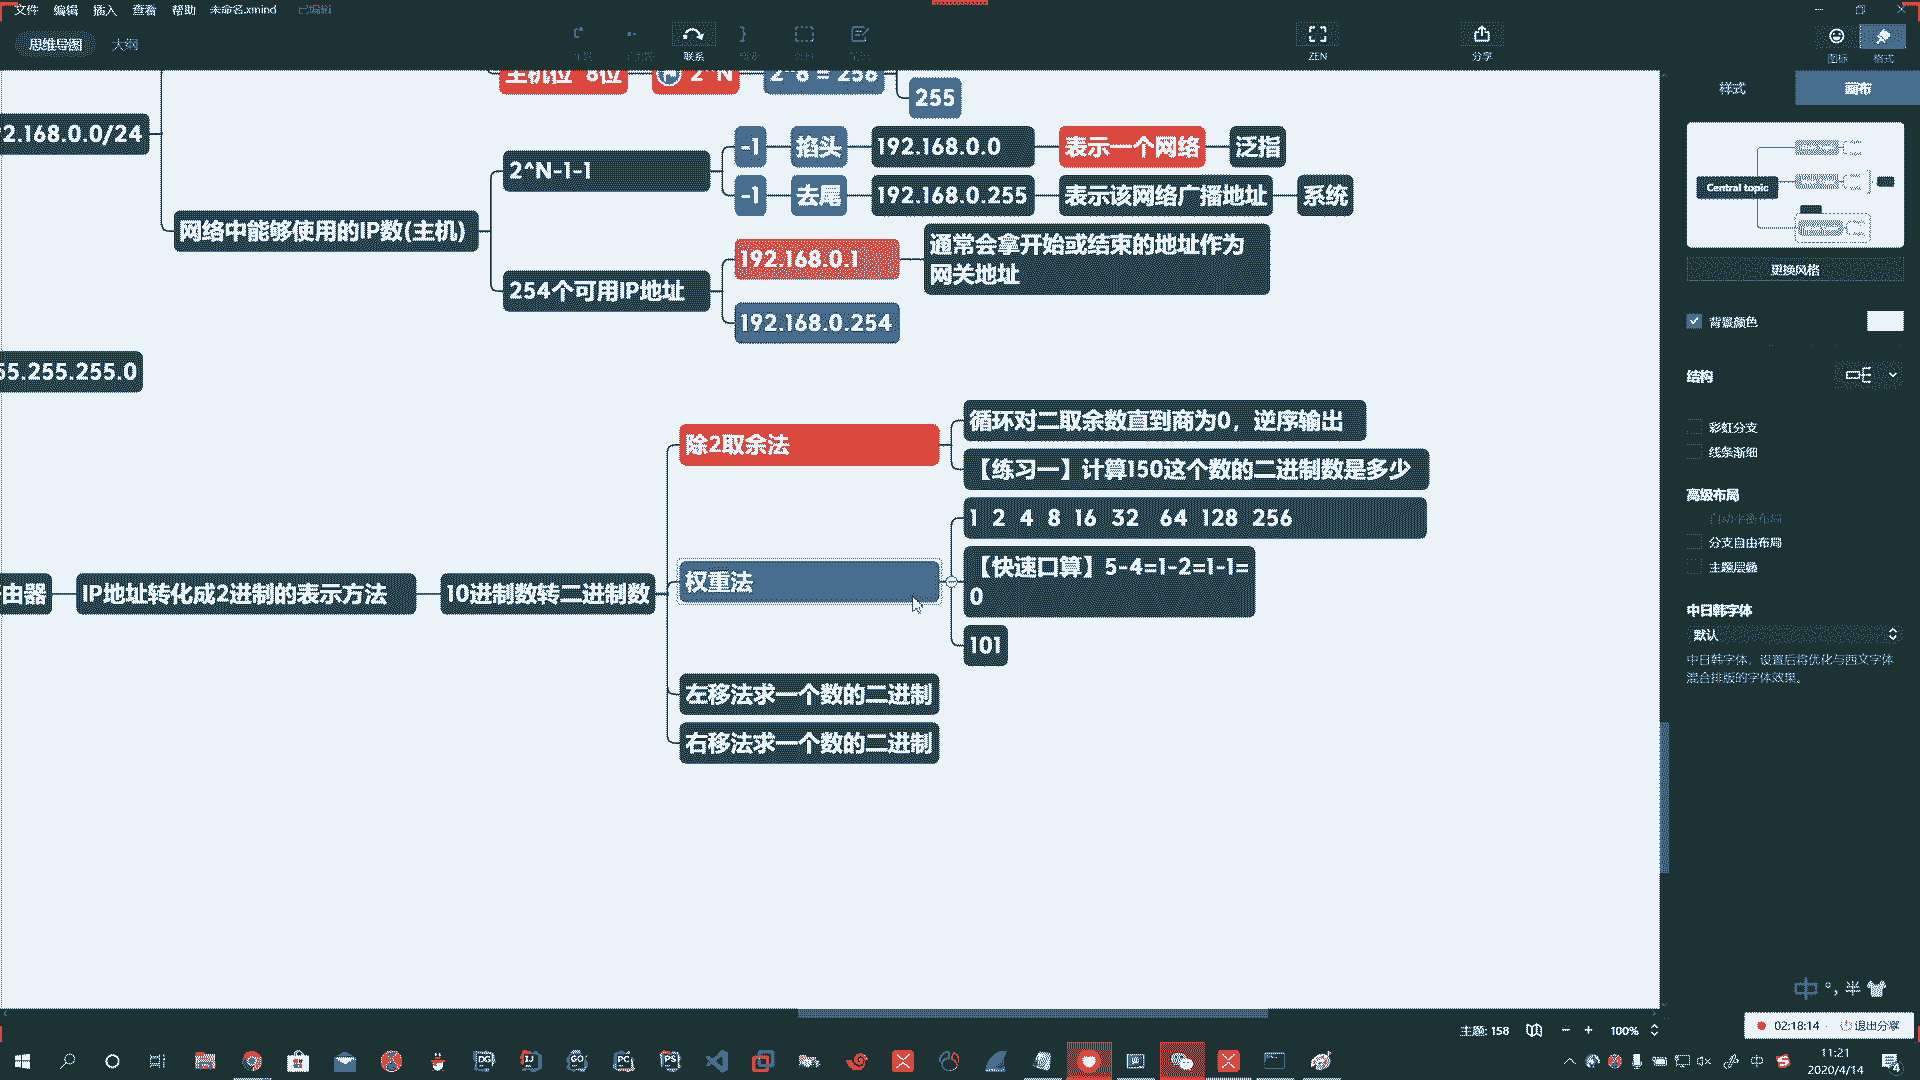 文件 编辑 插入 查看 帮助 未命名.xmind 已编辑
思维导图 大纲
联系
ZEN
分享
图标
格式
样式
画布
主机位 8位
2^N
2^8 = 256
255
2.168.0.0/24
2^N-1-1
-1
掐头
192.168.0.0
表示一个网络
泛指
-1
去尾
192.168.0.255
表示该网络广播地址
系统
网络中能够使用的IP数(主机)
254个可用IP地址
192.168.0.1
通常会拿开始或结束的地址作为
网关地址
192.168.0.254
55.255.255.0
由器
IP地址转化成2进制的表示方法
10进制数转二进制数
除2取余法
循环对二取余数直到商为0，逆序输出
【练习一】计算150这个数的二进制数是多少
权重法
1 2 4 8 16 32 64 128 256
【快速口算】5-4=1-2=1-1=
0
101
左移法求一个数的二进制
右移法求一个数的二进制
Central topic
更换风格
背景颜色
结构
彩虹分支
线条渐细
高级布局
自动平衡布局
分支自由布局
主题层叠
中日韩字体
默认
中日韩字体，设置后将优化与西文字体
混合排版的字体效果。
中 °, 半
主题: 158
100%
02:18:14
退出分享
DG
IJ
GO
PC
PS
中
11:21
2020/4/14
4